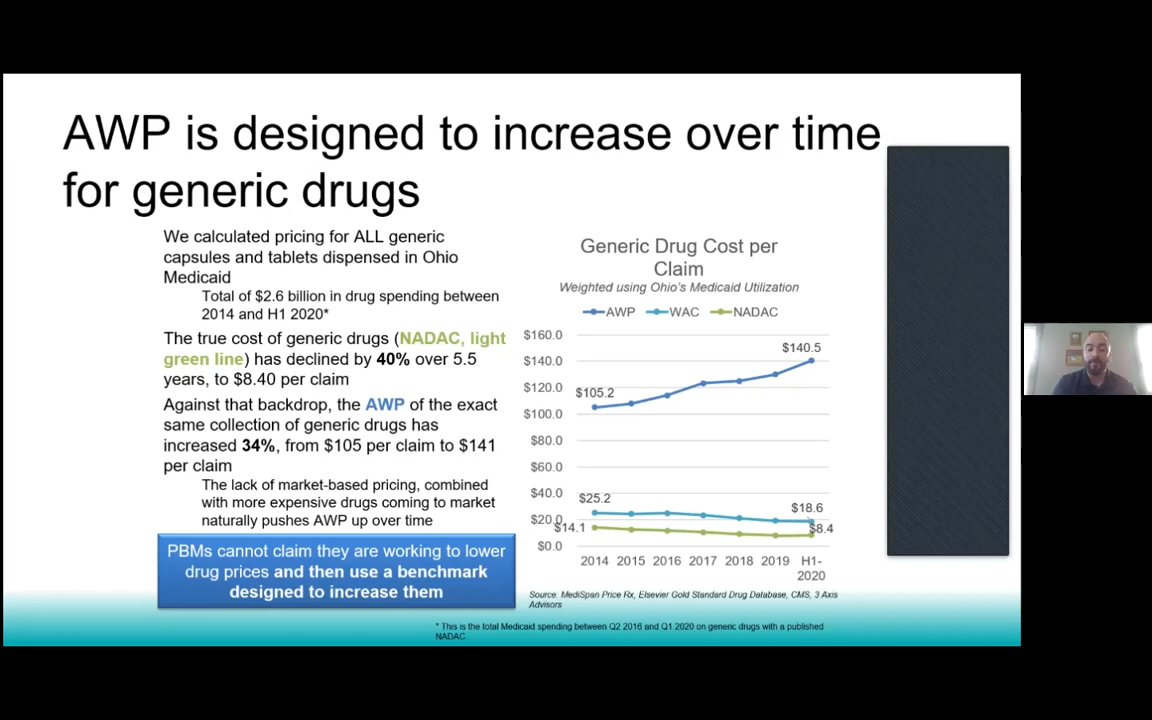 AWP is designed to increase over time
for generic drugs
We calculated pricing for ALL generic
capsules and tablets dispensed in Ohio
Medicaid
Total of $2.6 billion in drug spending between
2014 and H1 2020*
The true cost of generic drugs (NADAC, light
green line) has declined by 40% over 5.5
years, to $8.40 per claim
Against that backdrop, the AWP of the exact
same collection of generic drugs has
increased 34%, from $105 per claim to $141
per claim
The lack of market-based pricing, combined
with more expensive drugs coming to market
naturally pushes AWP up over time
PBMs cannot claim they are working to lower
drug prices and then use a benchmark
designed to increase them
Generic Drug Cost per
Claim
Weighted using Ohio's Medicaid Utilization
AWP WAC NADAC
$160.0
$140.0
$120.0
$100.0
$80.0
$60.0
$40.0
$20.0
$0.0
$105.2
$140.5
$25.2
$18.6
$14.1
$8.4
2014 2015 2016 2017 2018 2019 H1-
2020
Source: MediSpan Price Rx, Elsevier Gold Standard Drug Database, CMS, 3 Axis
Advisors
* This is the total Medicaid spending between Q2 2016 and Q1 2020 on generic drugs with a published
NADAC